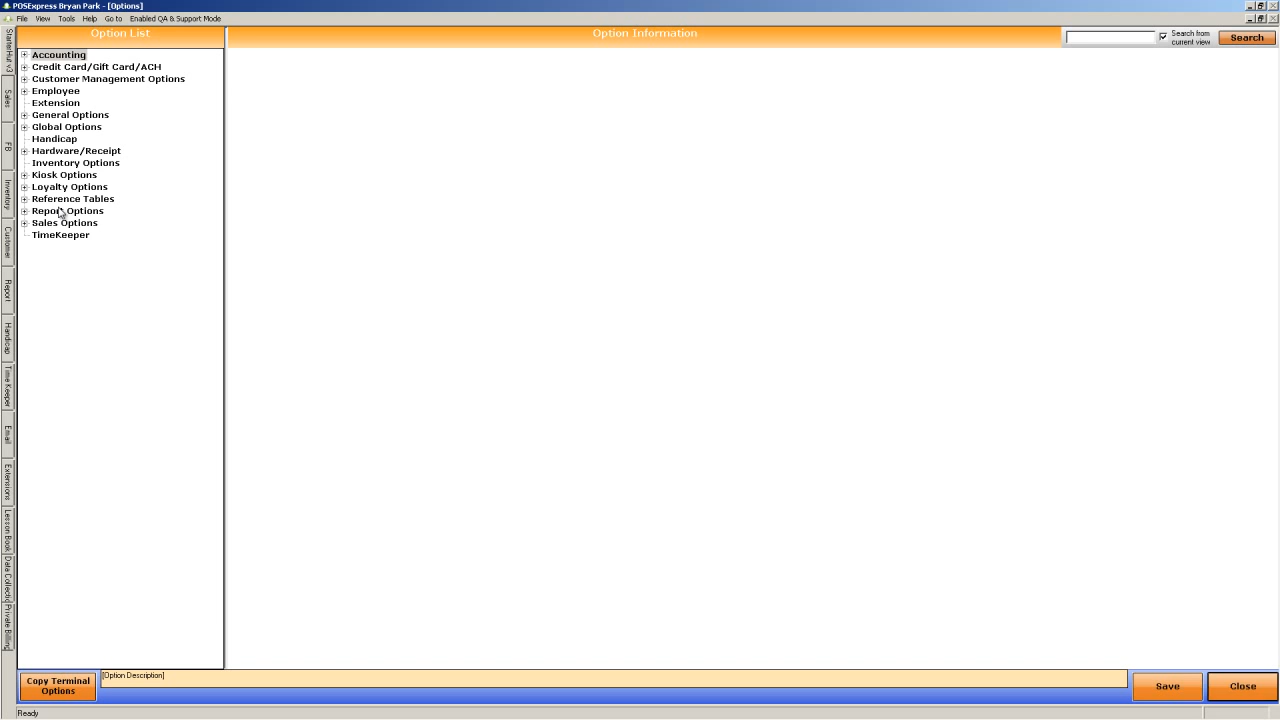 POSExpress Bryan Park - [Options]
File View Tools Help Go to Enabled QA & Support Mode
Option List
Option Information
Search from current view
Search
Accounting
Credit Card/Gift Card/ACH
Customer Management Options
Employee
Extension
General Options
Global Options
Handicap
Hardware/Receipt
Inventory Options
Kiosk Options
Loyalty Options
Reference Tables
Report Options
Sales Options
TimeKeeper
StarterHut v3
Sales
FB
Inventory
Customer
Report
Handicap
Time Keeper
Email
Extensions
Lesson Book
Data Collectic
Private Billing
Copy Terminal
Options
[Option Description]
Save
Close
Ready